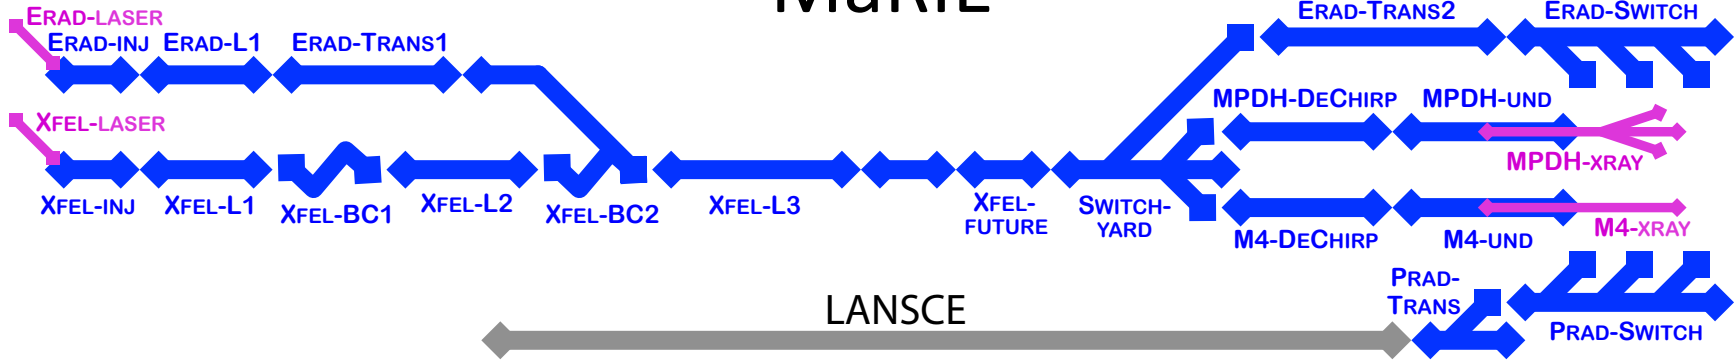 MaRIE
ERAD-LASER
ERAD-INJ ERAD-L1 ERAD-TRANS1
ERAD-TRANS2 ERAD-SWITCH
XFEL-LASER
MPDH-DECHIRP MPDH-UND
MPDH-XRAY
XFEL-INJ XFEL-L1 XFEL-BC1 XFEL-L2 XFEL-BC2 XFEL-L3
XFEL-
FUTURE
SWITCH-
YARD
M4-DECHIRP M4-UND M4-XRAY
PRAD-
TRANS
LANSCE
PRAD-SWITCH